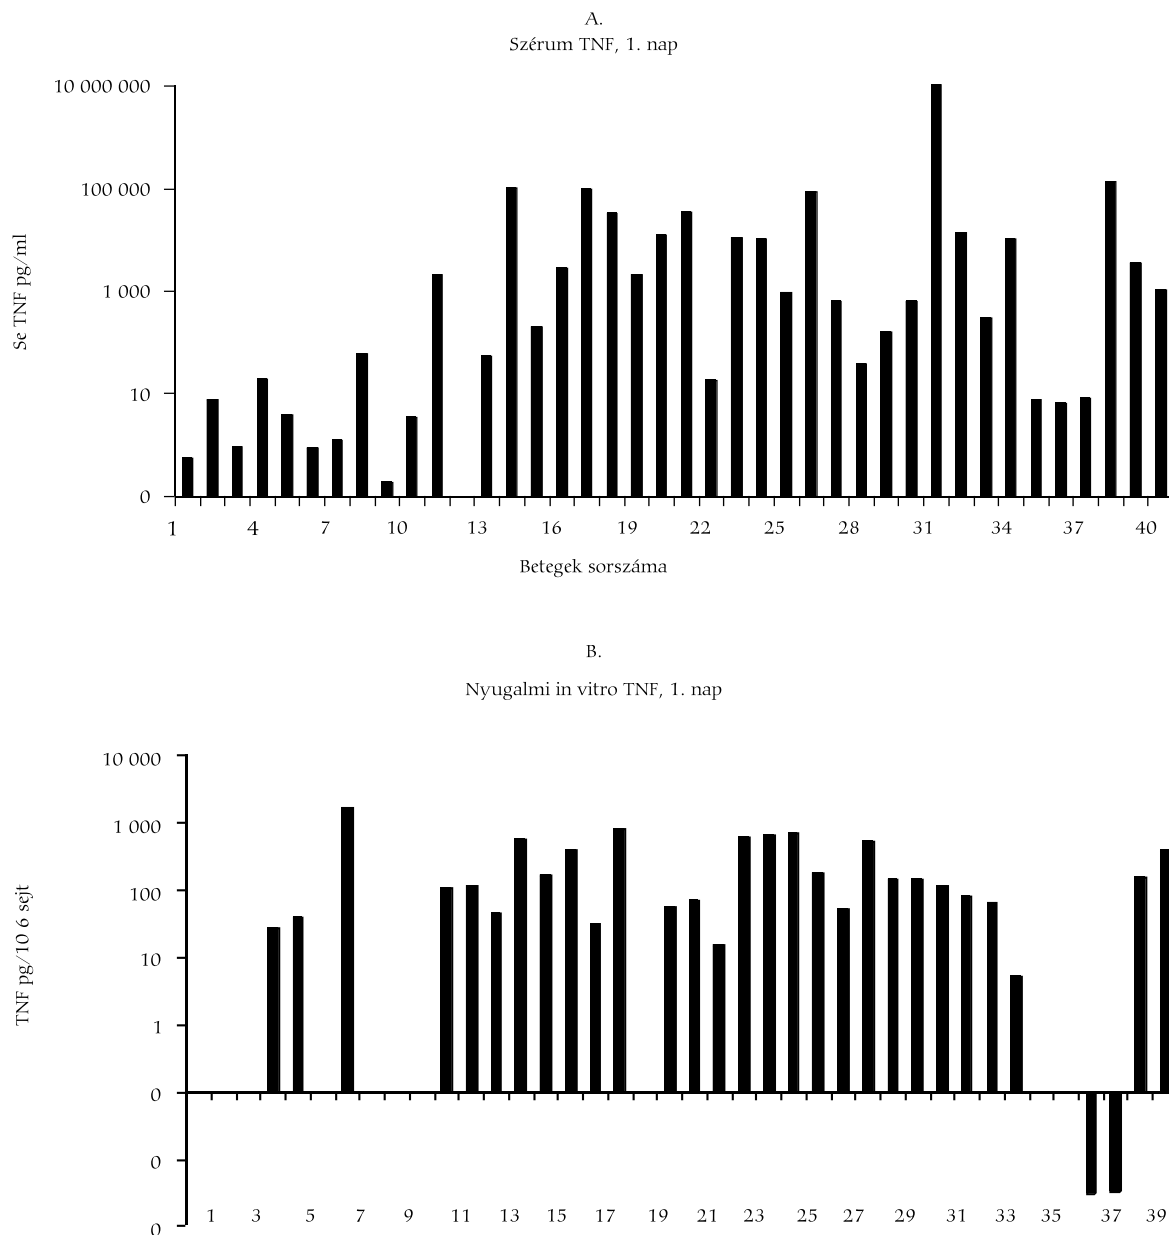 A.
Szérum TNF, 1. nap
10 000 000
100 000
1 000
10
0
Se TNF pg/ml
1 4 7 10 13 16 19 22 25 28 31 34 37 40
Betegek sorszáma
B.
Nyugalmi in vitro TNF, 1. nap
10 000
1 000
100
10
1
0
0
0
TNF pg/10 6 sejt
1 3 5 7 9 11 13 15 17 19 21 23 25 27 29 31 33 35 37 39